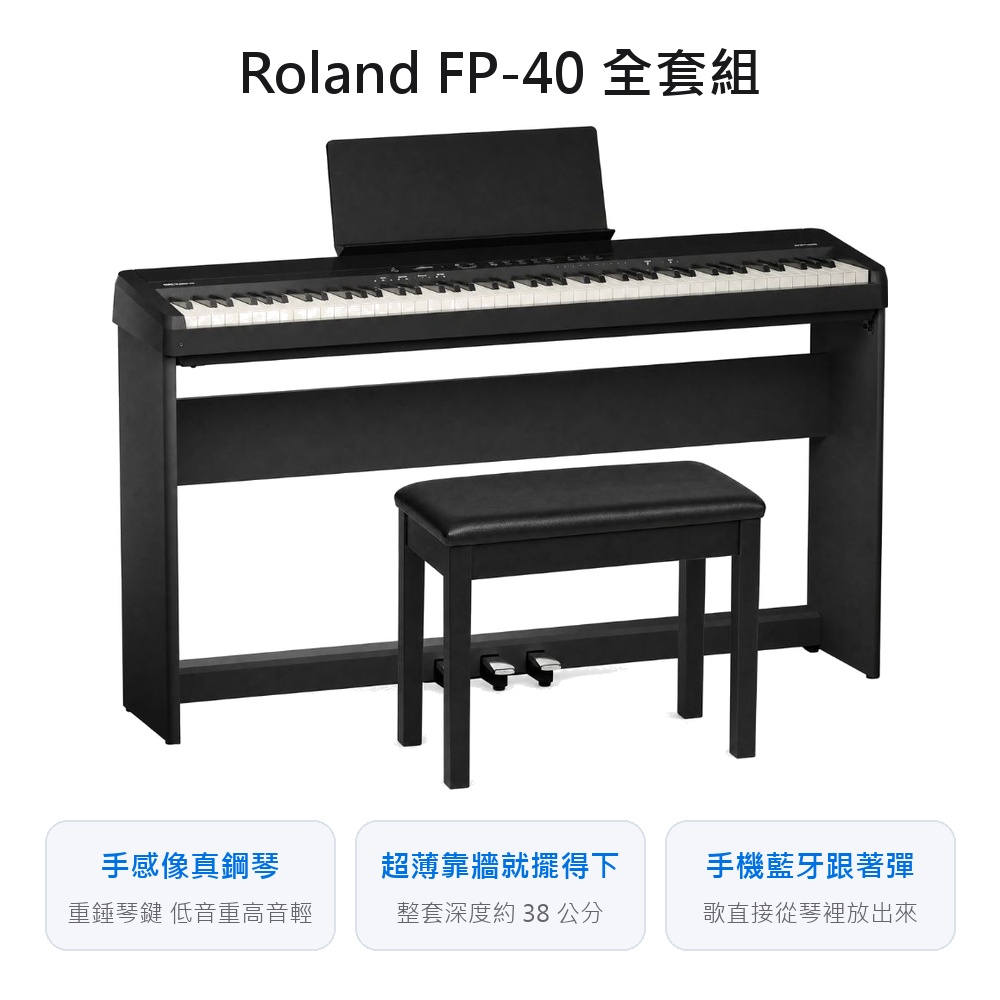 Roland FP-40 全套組
手感像真鋼琴
重錘琴鍵 低音重高音輕
超薄靠牆就擺得下
整套深度約 38 公分
手機藍牙跟著彈
歌直接從琴裡放出來